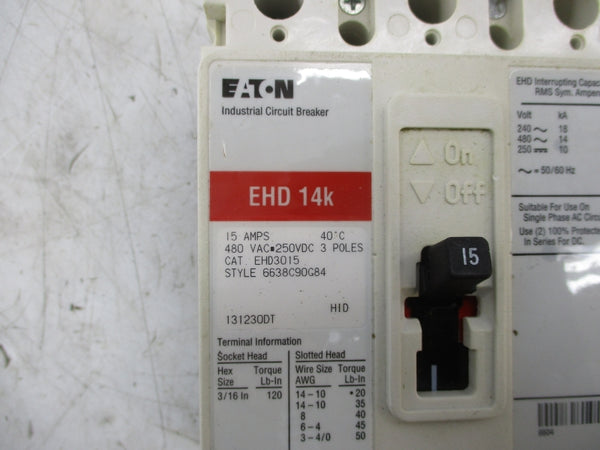 EATON
Industrial Circuit Breaker
EHD 14k
15 AMPS 40°C
480 VAC▪250VDC 3 POLES
CAT. EHD3015
STYLE 6638C90G84
HID
131230DT
Terminal Information
Socket Head
Hex Size Torque Lb-In
3/16 In 120
Slotted Head
Wire Size AWG Torque Lb-In
14-10 •20
14-10 35
8 40
6-4 45
3-4/0 50
△ On
▽ Off
15
EHD Interrupting Capac
RMS Sym. Ampere
Volt kA
240 ~ 18
480 ~ 14
250 ⎓ 10
~ = 50/60 Hz
Suitable For Use On
Single Phase AC Circu
Use (2) 100% Protecte
In Series For DC.
6604